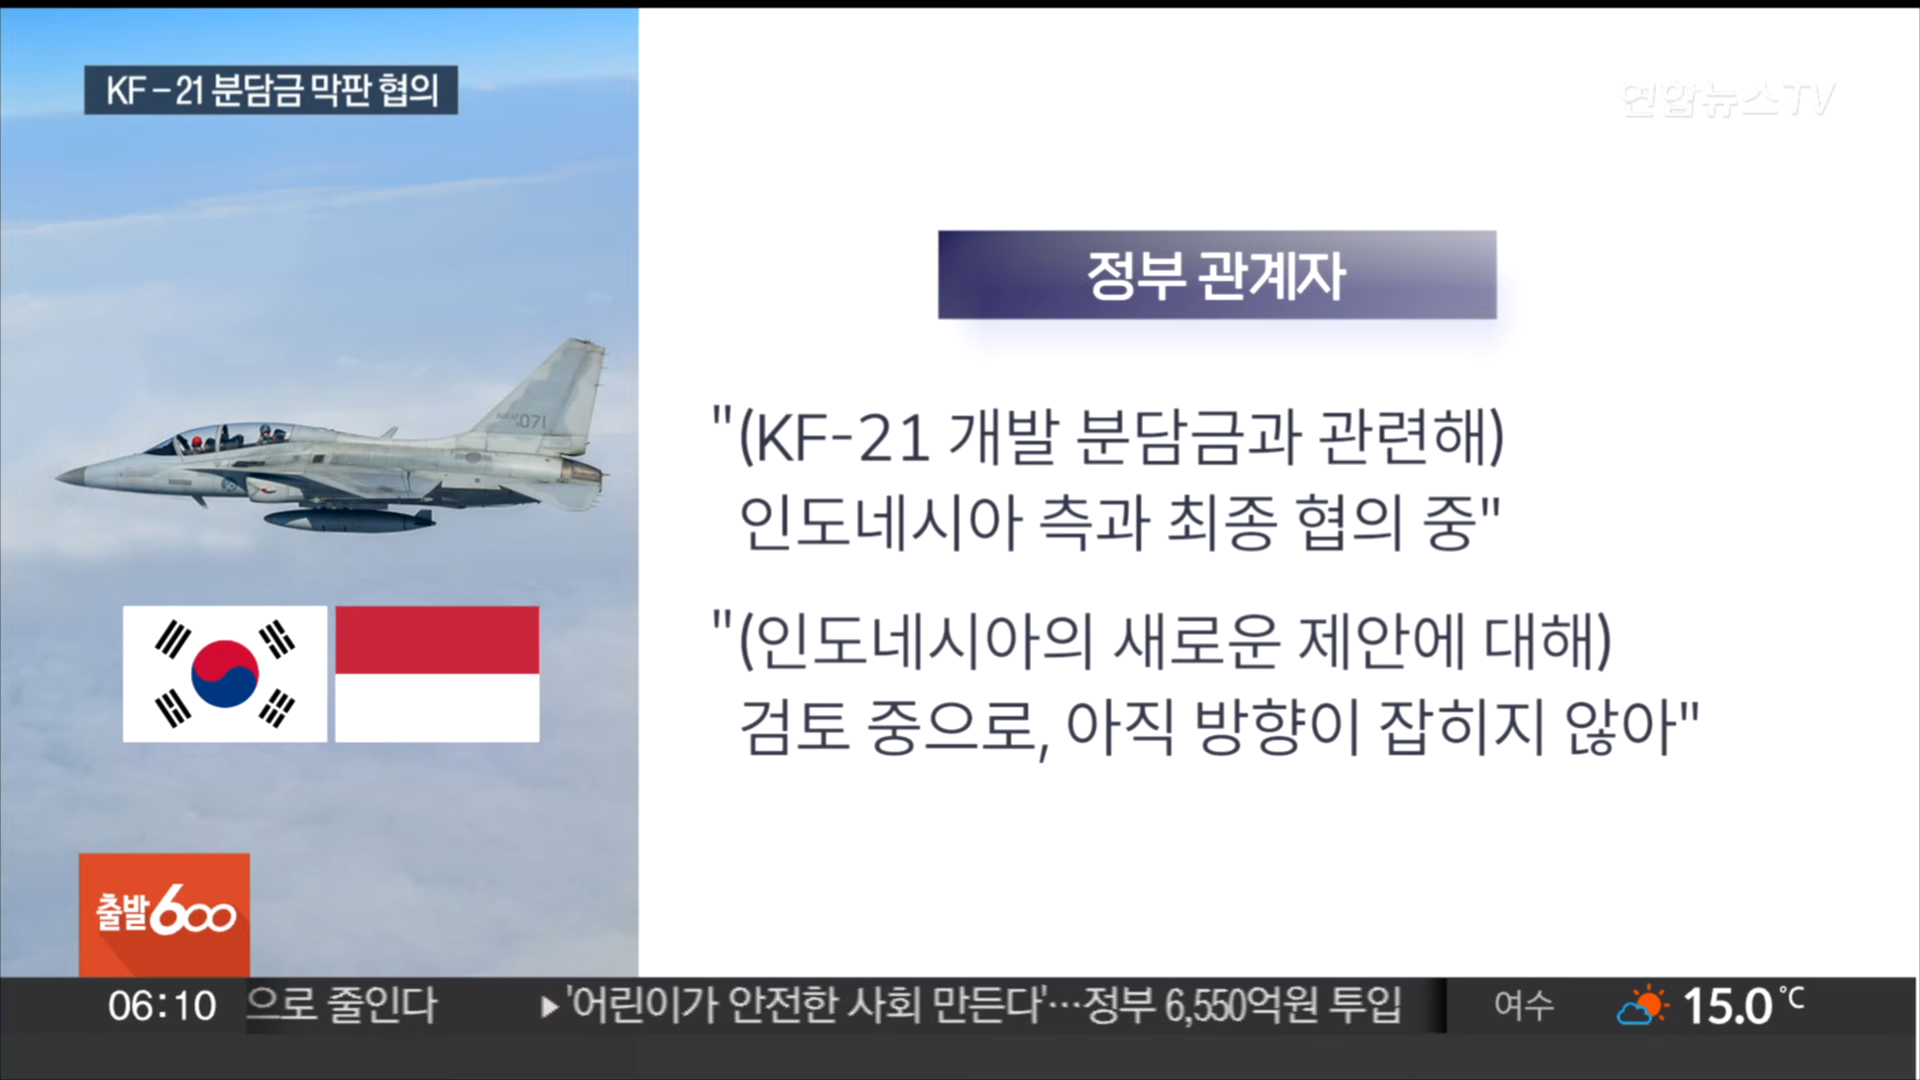 KF－21 분담금 막판 협의
연합뉴스TV
정부 관계자
"(KF-21 개발 분담금과 관련해)
인도네시아 측과 최종 협의 중"
"(인도네시아의 새로운 제안에 대해)
검토 중으로, 아직 방향이 잡히지 않아"
071
출발600
06:10 으로 줄인다 ▶'어린이가 안전한 사회 만든다'…정부 6,550억원 투입 여수 15.0℃